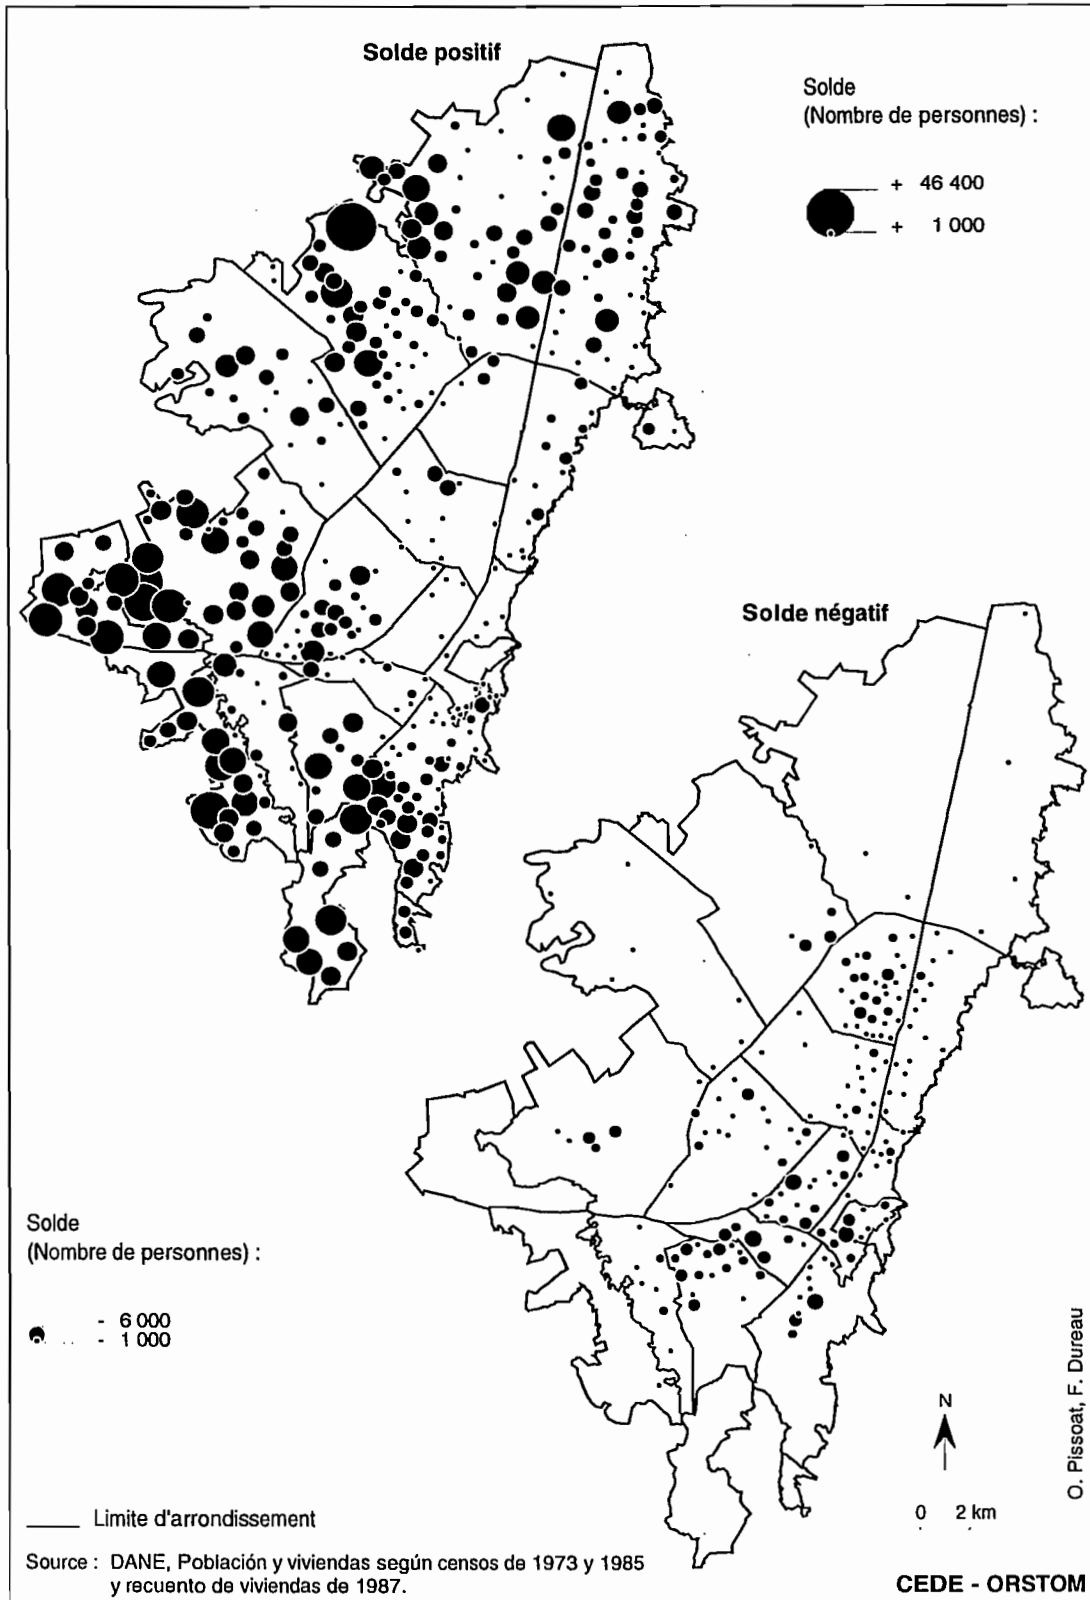 Solde positif
Solde
(Nombre de personnes) :
+ 46 400
+ 1 000
Solde négatif
Solde
(Nombre de personnes) :
- 6 000
- 1 000
O. Pissoat, F. Dureau
N
0 2 km
Limite d'arrondissement
Source : DANE, Población y viviendas según censos de 1973 y 1985
y recuento de viviendas de 1987.
CEDE - ORSTOM